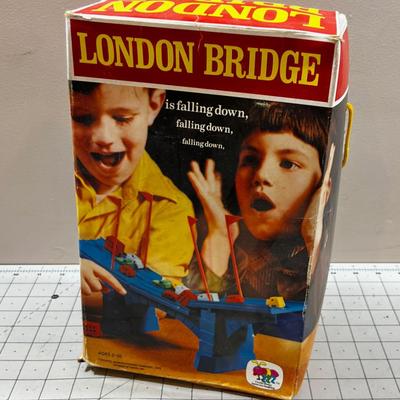 LONDON
LONDON BRIDGE
is falling down,
falling down,
falling down,